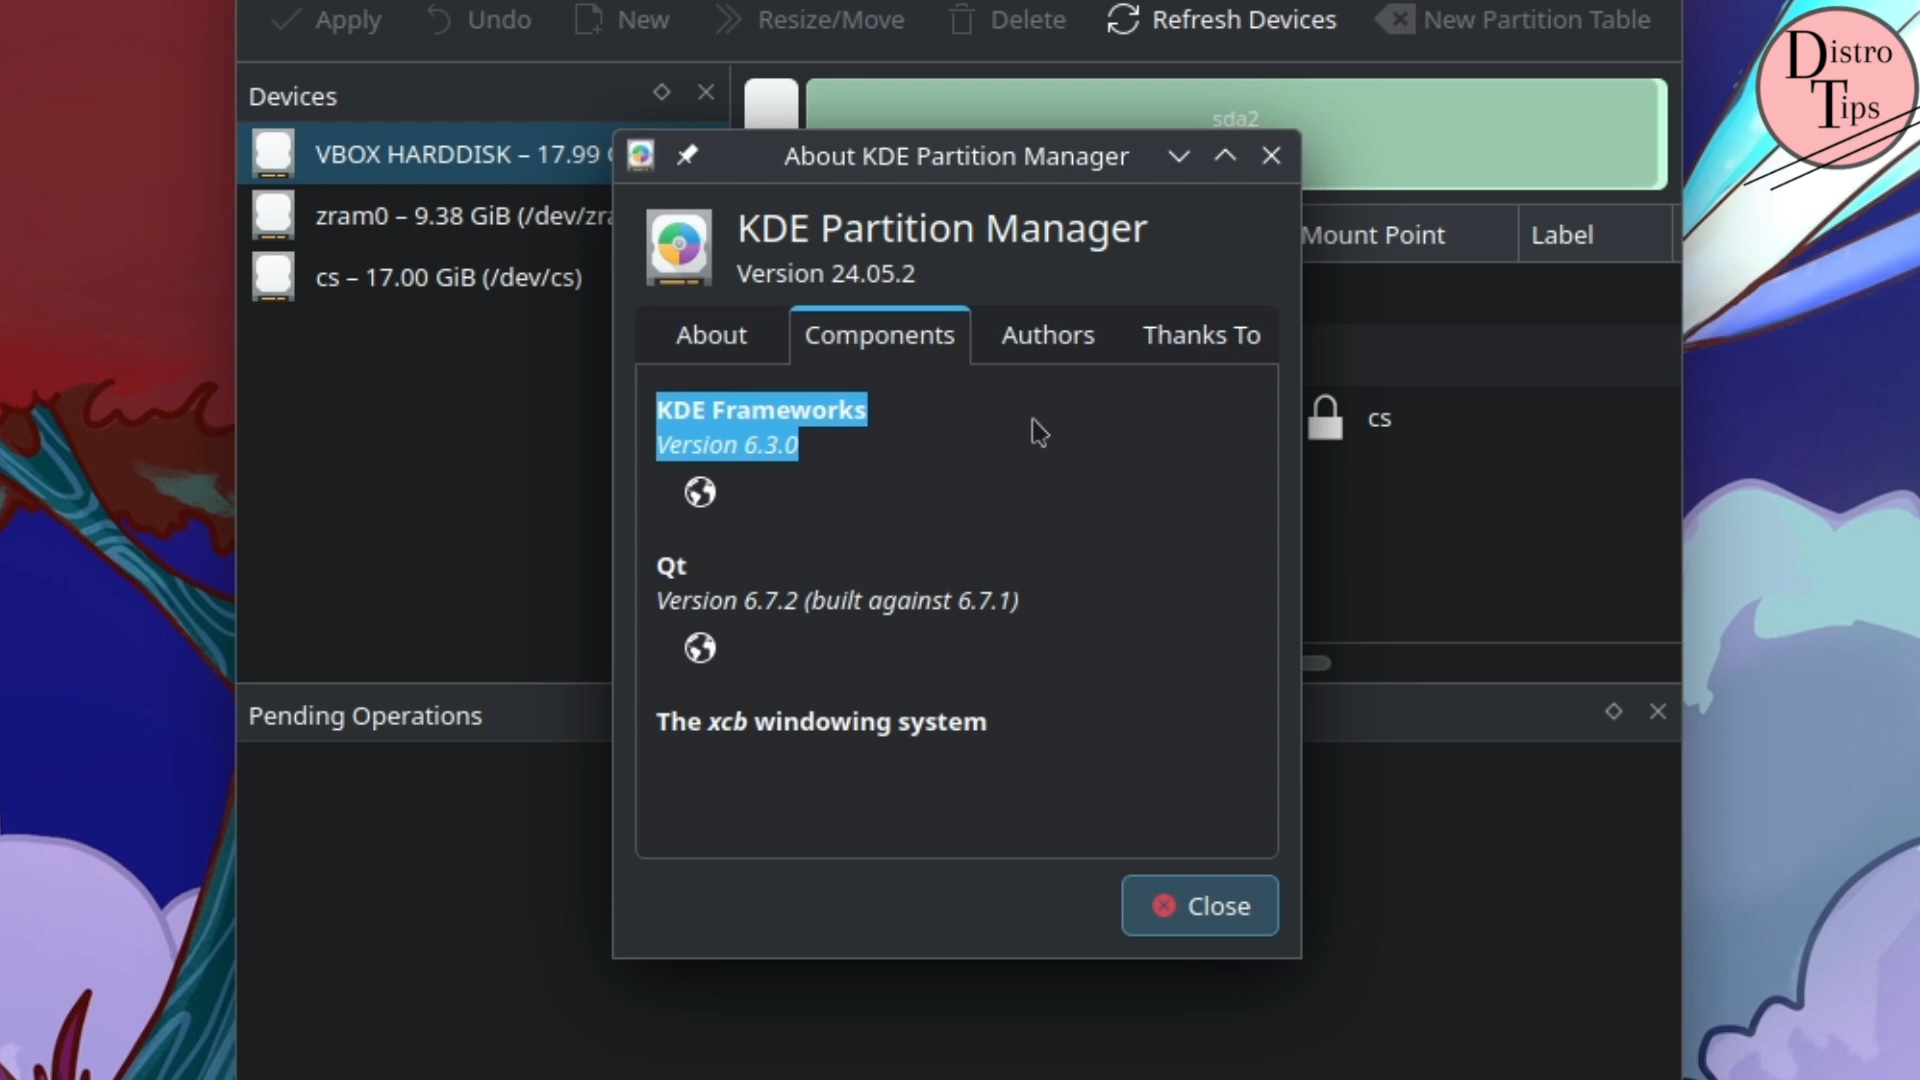 Apply Undo New Resize/Move Delete Refresh Devices New Partition Table
Distro
Tips
Devices
sda2
VBOX HARDDISK – 17.99
zram0 – 9.38 GiB (/dev/zra
cs – 17.00 GiB (/dev/cs)
About KDE Partition Manager
KDE Partition Manager
Version 24.05.2
About Components Authors Thanks To
KDE Frameworks
Version 6.3.0
Qt
Version 6.7.2 (built against 6.7.1)
The xcb windowing system
Close
Mount Point Label
cs
Pending Operations